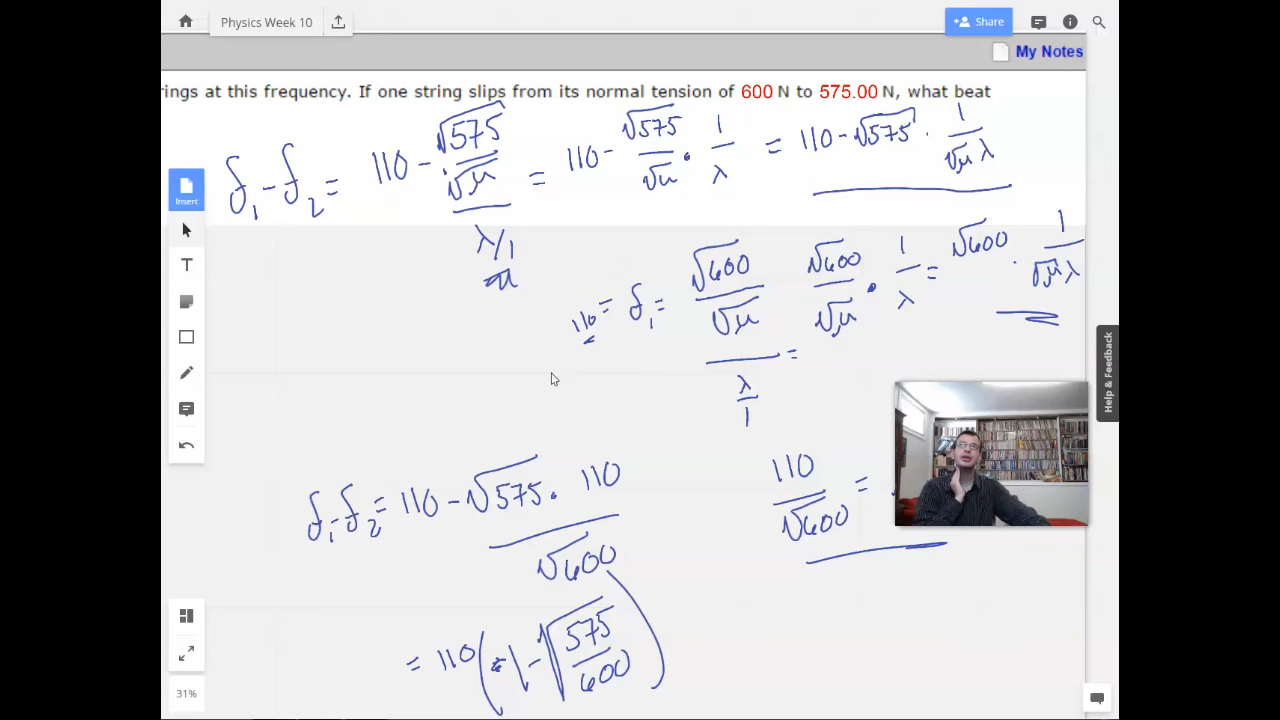 Physics Week 10
Share
My Notes
rings at this frequency. If one string slips from its normal tension of 600 N to 575.00 N, what beat
f₁ - f₂ = 110 - √575/√μ / λ/1 = 110 - √575/√μ · 1/λ = 110 - √575 · 1/√μλ
Insert
110 = f₁ = √600/√μ / λ/1 = √600/√μ · 1/λ = √600 · 1/√μλ
Help & Feedback
f₁ - f₂ = 110 - √575 · 110/√600
110/√600 =
= 110(1 - √575/600)
31%